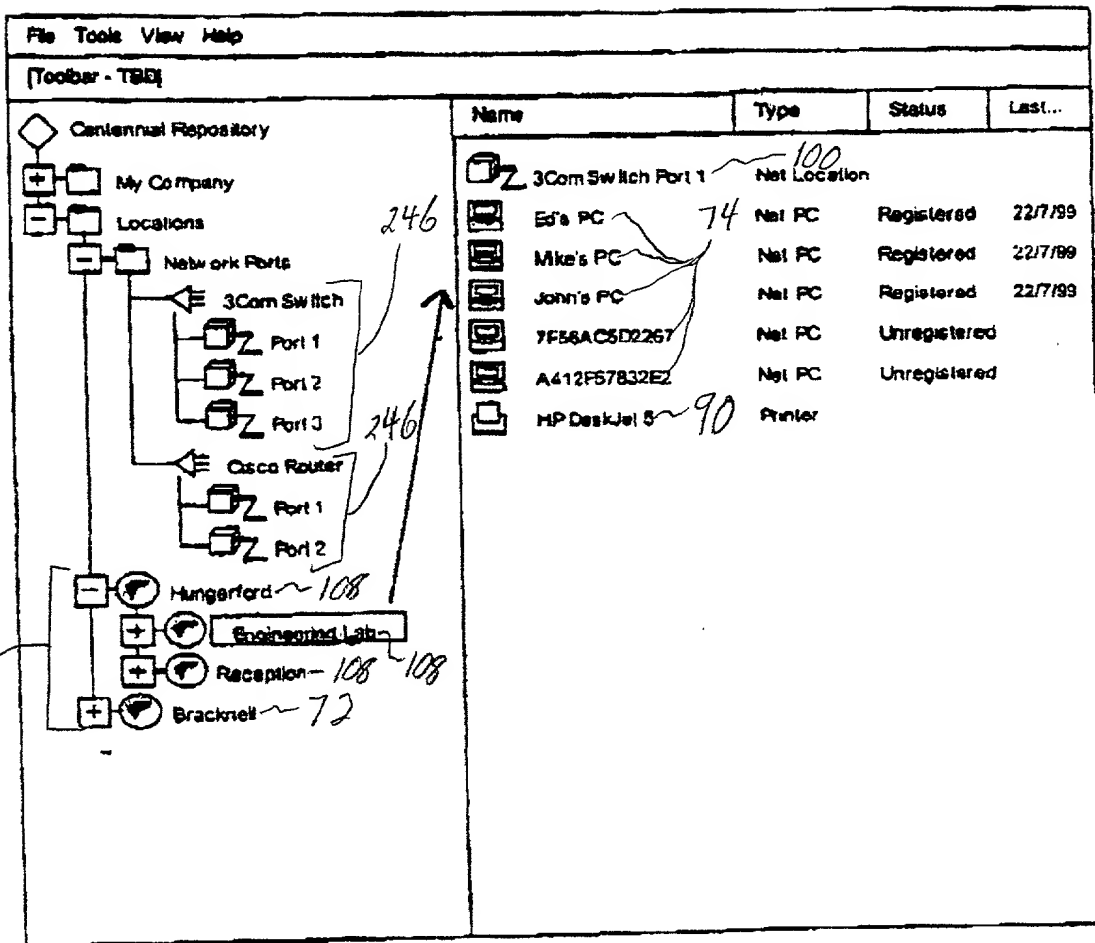 File Tools View Help
[Toolbar - TBD]
Centennial Repository
My Company
Locations
246
Network Ports
3Com Switch
Port 1
Port 2
Port 3
246
Cisco Router
Port 1
Port 2
Hungerford 108
Engineering Lab 108
Reception 108
Bracknell 72
Name Type Status Last...
3Com Switch Port 1 100 Net Location
Ed's PC 74 Net PC Registered 22/7/99
Mike's PC Net PC Registered 22/7/99
John's PC Net PC Registered 22/7/99
7F56AC5D2267 Net PC Unregistered
A412F57832E2 Net PC Unregistered
HP DeskJet 5 90 Printer